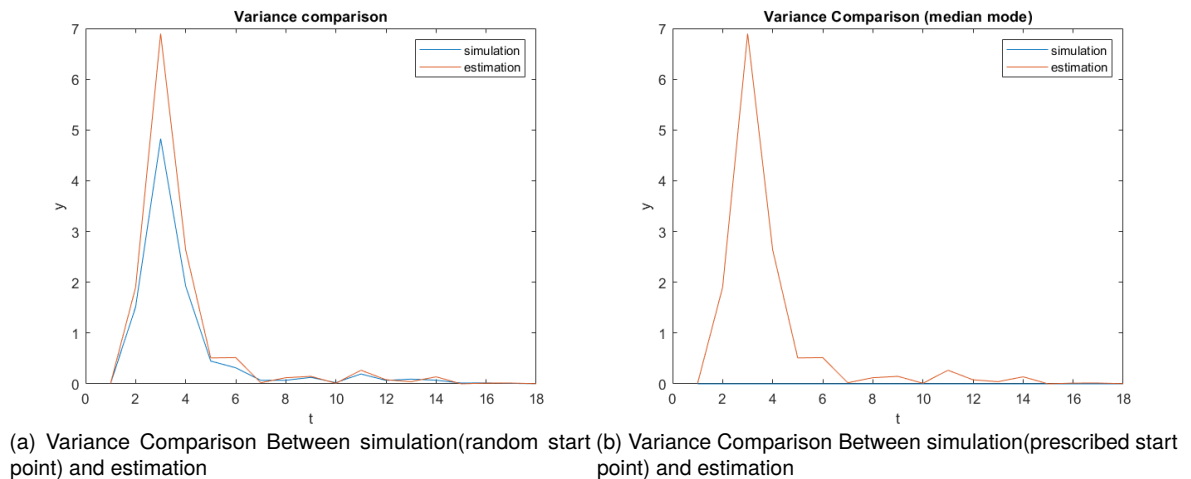 Variance comparison
7
6
5
4
3
2
1
0
y
0 2 4 6 8 10 12 14 16 18
t
simulation
estimation
(a) Variance Comparison Between simulation(random start
point) and estimation
Variance Comparison (median mode)
7
6
5
4
3
2
1
0
y
0 2 4 6 8 10 12 14 16 18
t
simulation
estimation
(b) Variance Comparison Between simulation(prescribed start
point) and estimation